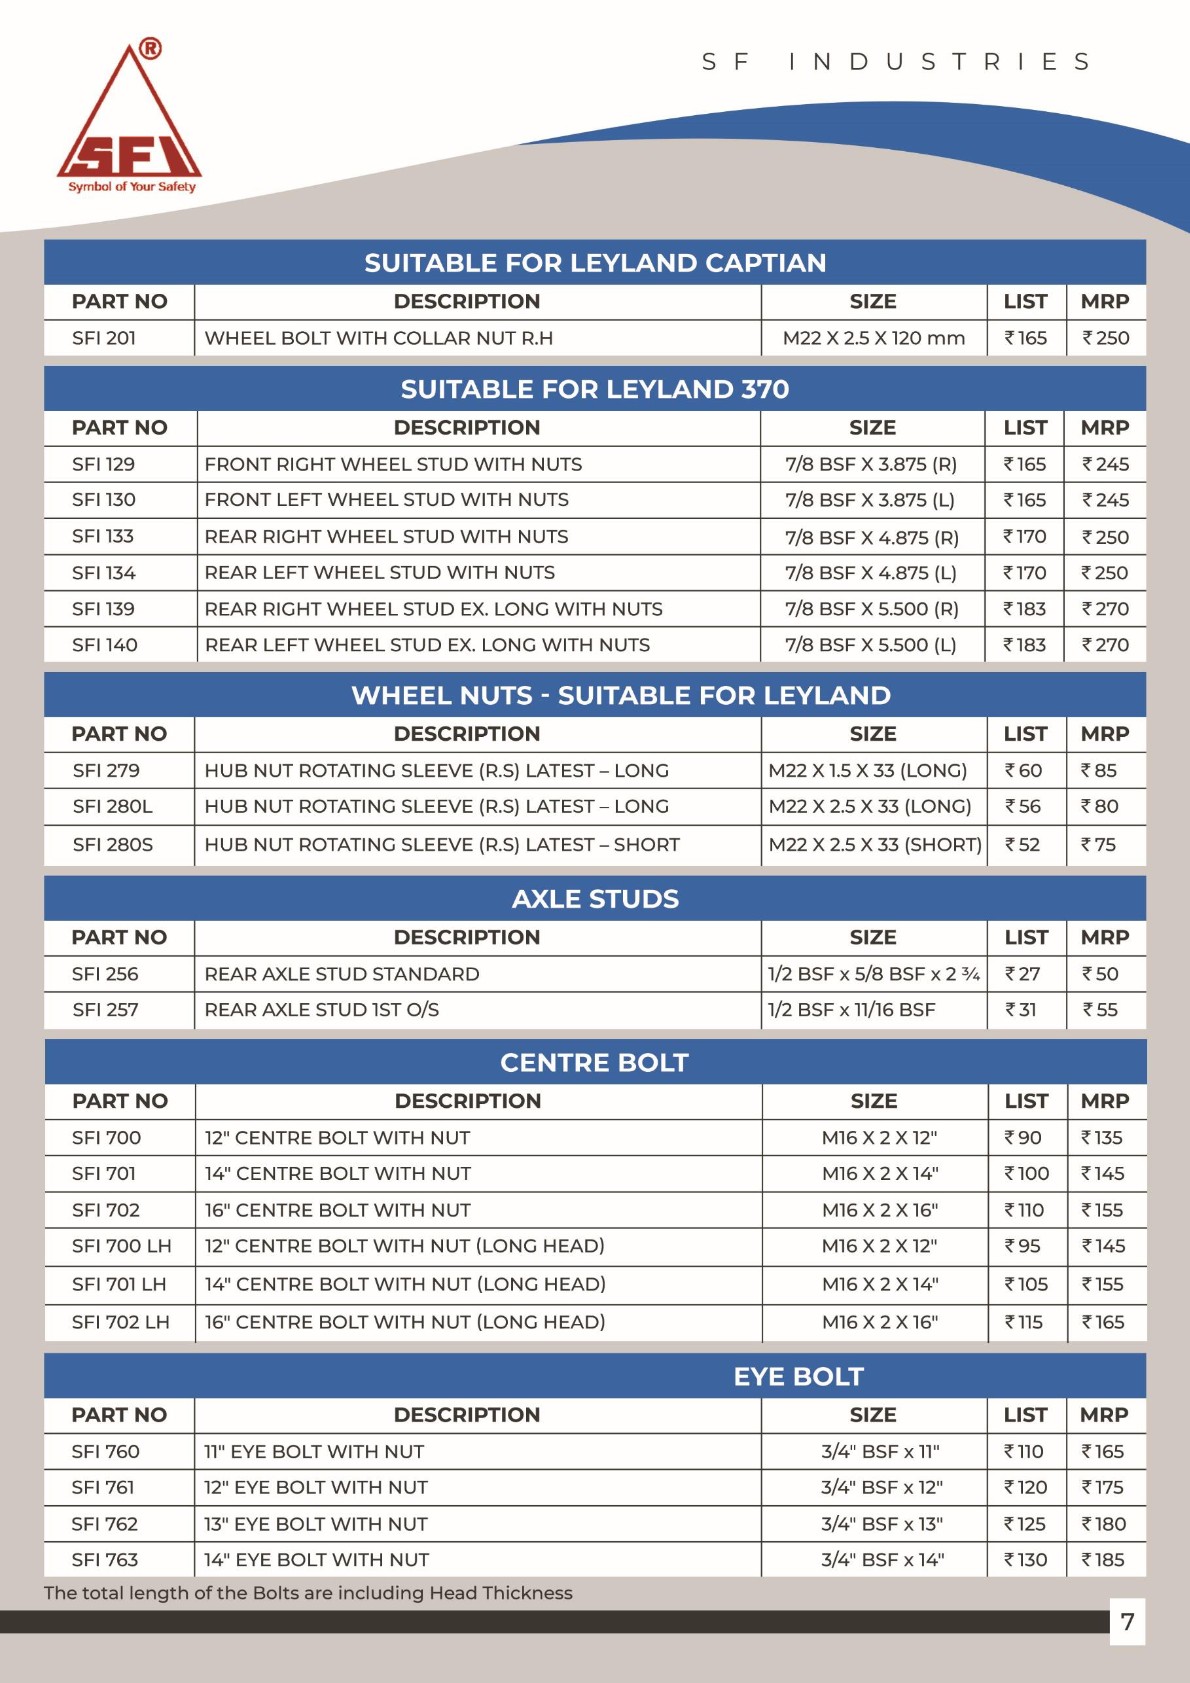 ®
SFI
Symbol of Your Safety
SF INDUSTRIES
SUITABLE FOR LEYLAND CAPTIAN
PART NO DESCRIPTION SIZE LIST MRP
SFI 201 WHEEL BOLT WITH COLLAR NUT R.H M22 X 2.5 X 120 mm ₹165 ₹250
SUITABLE FOR LEYLAND 370
PART NO DESCRIPTION SIZE LIST MRP
SFI 129 FRONT RIGHT WHEEL STUD WITH NUTS 7/8 BSF X 3.875 (R) ₹165 ₹245
SFI 130 FRONT LEFT WHEEL STUD WITH NUTS 7/8 BSF X 3.875 (L) ₹165 ₹245
SFI 133 REAR RIGHT WHEEL STUD WITH NUTS 7/8 BSF X 4.875 (R) ₹170 ₹250
SFI 134 REAR LEFT WHEEL STUD WITH NUTS 7/8 BSF X 4.875 (L) ₹170 ₹250
SFI 139 REAR RIGHT WHEEL STUD EX. LONG WITH NUTS 7/8 BSF X 5.500 (R) ₹183 ₹270
SFI 140 REAR LEFT WHEEL STUD EX. LONG WITH NUTS 7/8 BSF X 5.500 (L) ₹183 ₹270
WHEEL NUTS - SUITABLE FOR LEYLAND
PART NO DESCRIPTION SIZE LIST MRP
SFI 279 HUB NUT ROTATING SLEEVE (R.S) LATEST – LONG M22 X 1.5 X 33 (LONG) ₹60 ₹85
SFI 280L HUB NUT ROTATING SLEEVE (R.S) LATEST – LONG M22 X 2.5 X 33 (LONG) ₹56 ₹80
SFI 280S HUB NUT ROTATING SLEEVE (R.S) LATEST – SHORT M22 X 2.5 X 33 (SHORT) ₹52 ₹75
AXLE STUDS
PART NO DESCRIPTION SIZE LIST MRP
SFI 256 REAR AXLE STUD STANDARD 1/2 BSF x 5/8 BSF x 2 ¾ ₹27 ₹50
SFI 257 REAR AXLE STUD 1ST O/S 1/2 BSF x 11/16 BSF ₹31 ₹55
CENTRE BOLT
PART NO DESCRIPTION SIZE LIST MRP
SFI 700 12" CENTRE BOLT WITH NUT M16 X 2 X 12" ₹90 ₹135
SFI 701 14" CENTRE BOLT WITH NUT M16 X 2 X 14" ₹100 ₹145
SFI 702 16" CENTRE BOLT WITH NUT M16 X 2 X 16" ₹110 ₹155
SFI 700 LH 12" CENTRE BOLT WITH NUT (LONG HEAD) M16 X 2 X 12" ₹95 ₹145
SFI 701 LH 14" CENTRE BOLT WITH NUT (LONG HEAD) M16 X 2 X 14" ₹105 ₹155
SFI 702 LH 16" CENTRE BOLT WITH NUT (LONG HEAD) M16 X 2 X 16" ₹115 ₹165
EYE BOLT
PART NO DESCRIPTION SIZE LIST MRP
SFI 760 11" EYE BOLT WITH NUT 3/4" BSF x 11" ₹110 ₹165
SFI 761 12" EYE BOLT WITH NUT 3/4" BSF x 12" ₹120 ₹175
SFI 762 13" EYE BOLT WITH NUT 3/4" BSF x 13" ₹125 ₹180
SFI 763 14" EYE BOLT WITH NUT 3/4" BSF x 14" ₹130 ₹185
The total length of the Bolts are including Head Thickness
7